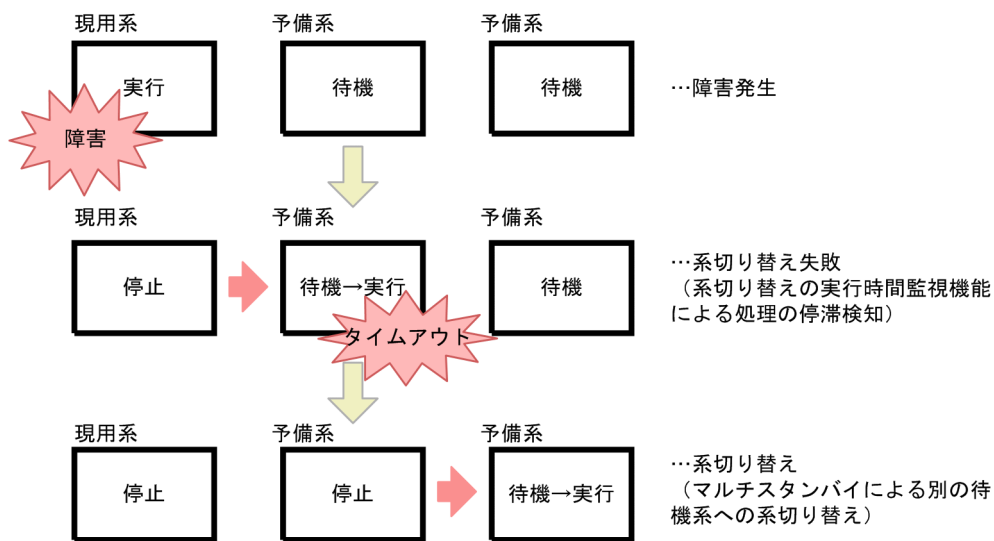 現用系
予備系
予備系
実行
待機
待機
…障害発生
障害
現用系
予備系
予備系
停止
待機→実行
待機
…系切り替え失敗
（系切り替えの実行時間監視機能
による処理の停滞検知）
タイムアウト
現用系
予備系
予備系
停止
停止
待機→実行
…系切り替え
（マルチスタンバイによる別の待
機系への系切り替え）